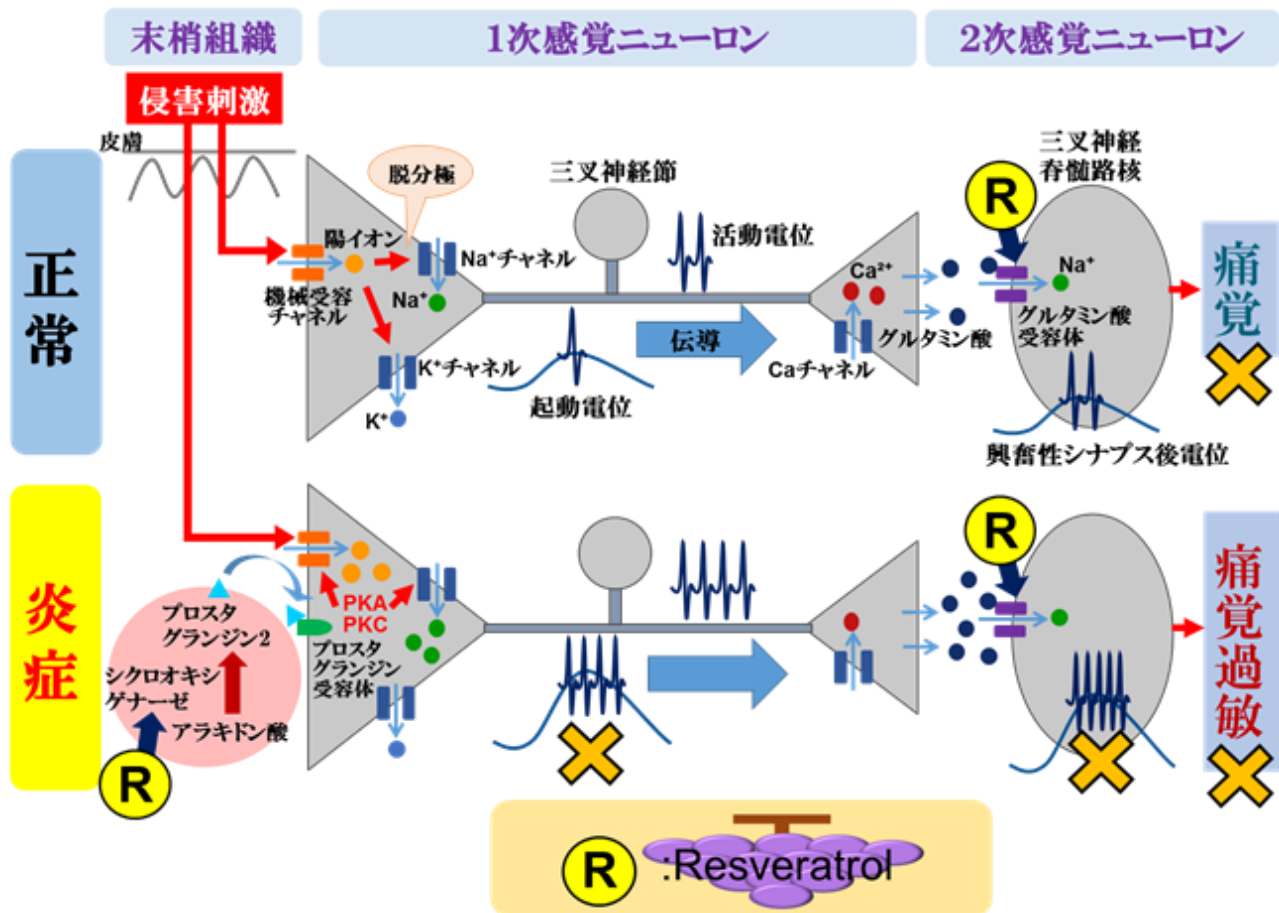 末梢組織
1次感覚ニューロン
2次感覚ニューロン
侵害刺激
皮膚
正常
脱分極
陽イオン
機械受容
チャネル
Na⁺チャネル
Na⁺
K⁺チャネル
K⁺
三叉神経節
活動電位
起動電位
伝導
Ca²⁺
Caチャネル
グルタミン酸
R
三叉神経
脊髄路核
Na⁺
グルタミン酸
受容体
興奮性シナプス後電位
痛覚
炎症
プロスタ
グランジン2
シクロオキシ
ゲナーゼ
アラキドン酸
R
PKA
PKC
プロスタ
グランジン
受容体
R
痛覚過敏
R
:Resveratrol